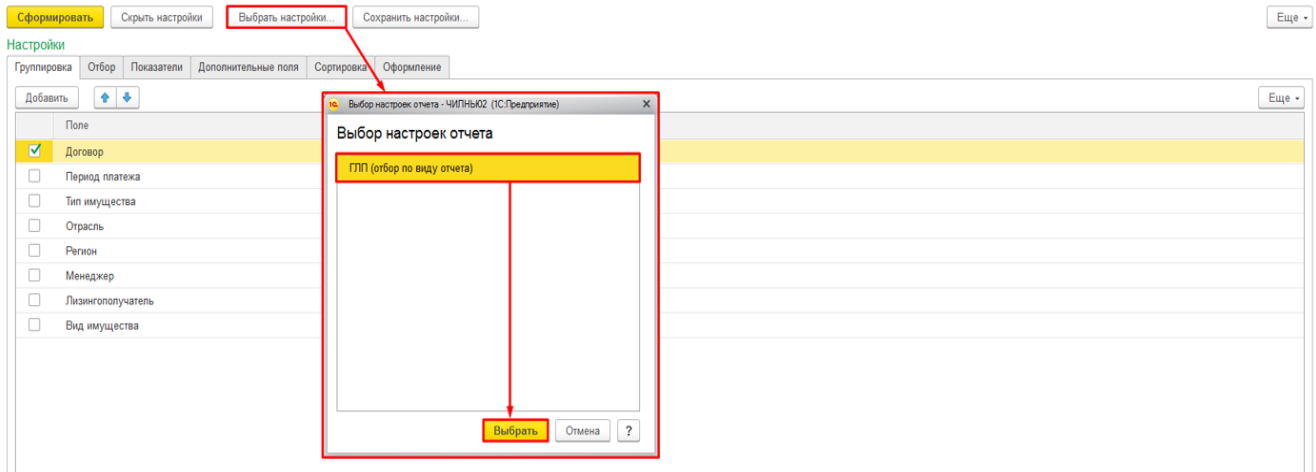 Сформировать Скрыть настройки Выбрать настройки... Сохранить настройки... Еще
Настройки
Группировка Отбор Показатели Дополнительные поля Сортировка Оформление
Добавить Еще
Поле
Договор
Период платежа
Тип имущества
Отрасль
Регион
Менеджер
Лизингополучатель
Вид имущества
1С Выбор настроек отчета - ЧИПНЬЮ2 (1С:Предприятие)
Выбор настроек отчета
ГЛП (отбор по виду отчета)
Выбрать Отмена ?